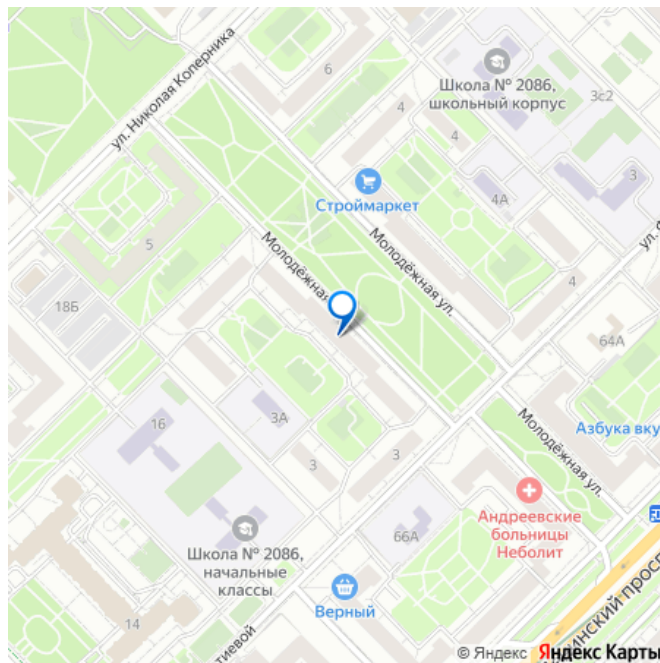 ул. Николая Коперника
6
Школа № 2086,
школьный корпус
3с2
4
4
3
Строймаркет
4А
5
Молодёжная
Молодёжная ул.
18Б
4
64А
3А
16
Молодёжная ул.
Азбука вку
3
3
Андреевские
больницы
Неболит
66А
Школа № 2086,
начальные
классы
Верный
14
тиевой
инский просп
© Яндекс Яндекс Карты